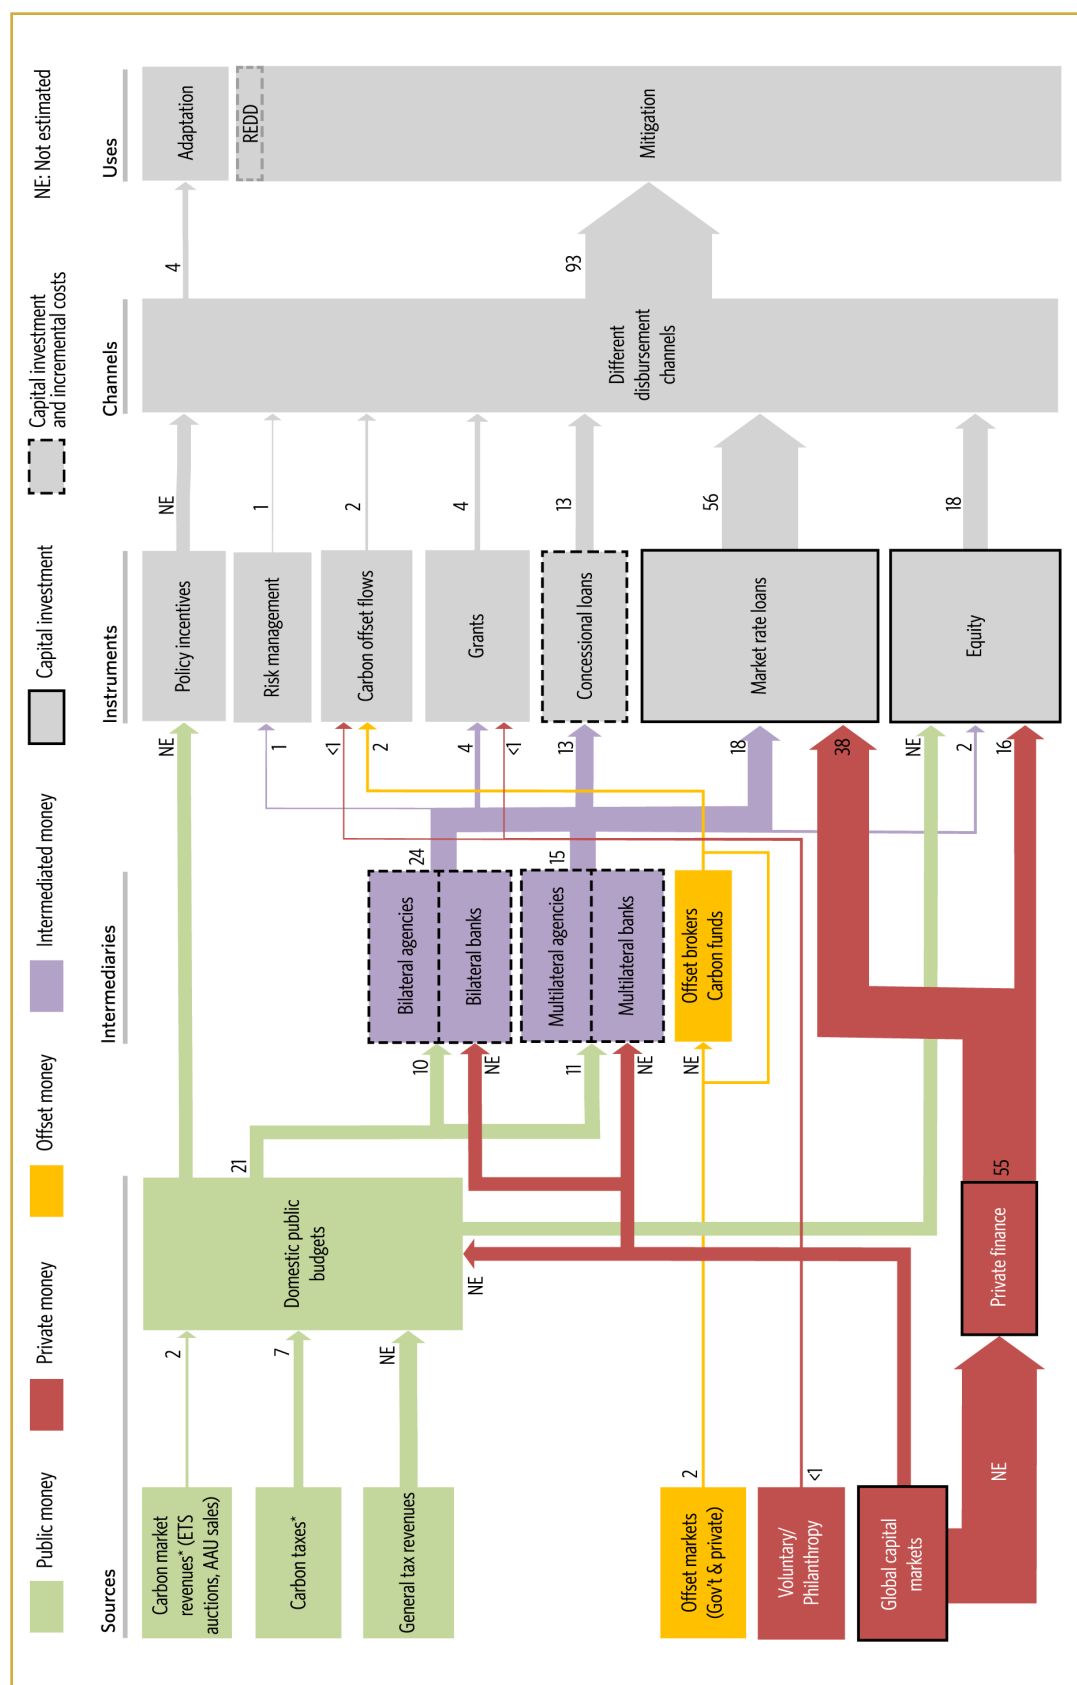 Public money
Private money
Offset money
Intermediated money
Capital investment
Capital investment
and incremental costs
NE: Not estimated
Sources
Intermediaries
Instruments
Channels
Uses
Carbon market
revenues* (ETS
auctions, AAU sales)
2
Carbon taxes*
7
General tax revenues
NE
Domestic public
budgets
NE
21
10
11
Offset markets
(Gov't & private)
2
Voluntary/
Philanthropy
<1
Global capital
markets
NE
Private finance
55
Bilateral agencies
Bilateral banks
NE
24
Multilateral agencies
Multilateral banks
NE
15
Offset brokers
Carbon funds
NE
NE
Policy incentives
NE
1
Risk management
1
<1
2
Carbon offset flows
2
4
<1
Grants
4
13
Concessional loans
13
18
38
Market rate loans
56
NE
2
16
Equity
18
Different
disbursement
channels
4
Adaptation
REDD
93
Mitigation